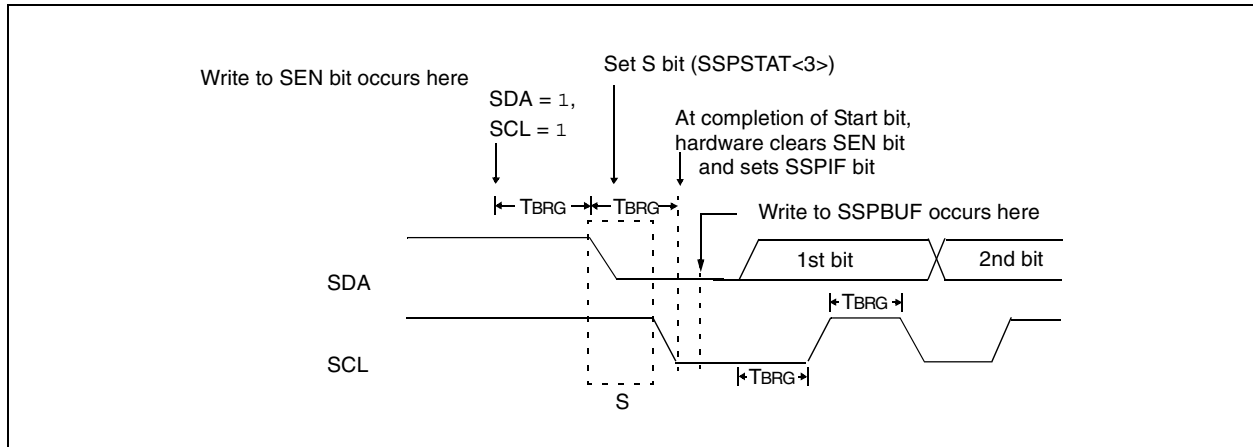 Write to SEN bit occurs here
Set S bit (SSPSTAT<3>)
SDA = 1,
SCL = 1
At completion of Start bit,
hardware clears SEN bit
and sets SSPIF bit
TBRG
TBRG
Write to SSPBUF occurs here
SDA
1st bit
2nd bit
TBRG
SCL
TBRG
S